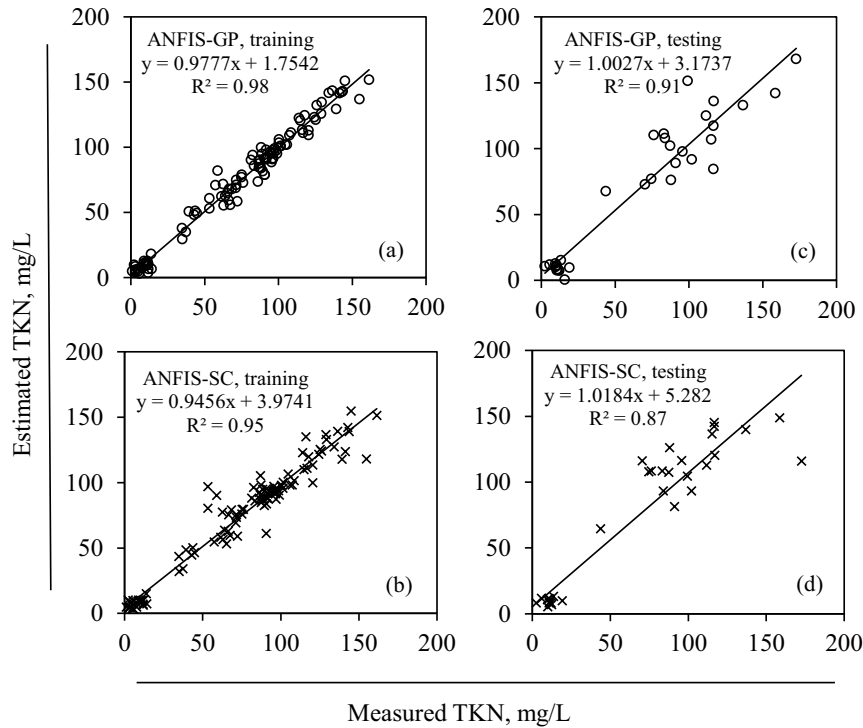 200
150
100
50
0
ANFIS-GP, training
y = 0.9777x + 1.7542
R² = 0.98
(a)
0 50 100 150 200
200
150
100
50
0
ANFIS-GP, testing
y = 1.0027x + 3.1737
R² = 0.91
(c)
0 50 100 150 200
Estimated TKN, mg/L
200
150
100
50
0
ANFIS-SC, training
y = 0.9456x + 3.9741
R² = 0.95
(b)
0 50 100 150 200
200
150
100
50
0
ANFIS-SC, testing
y = 1.0184x + 5.282
R² = 0.87
(d)
0 50 100 150 200
Measured TKN, mg/L